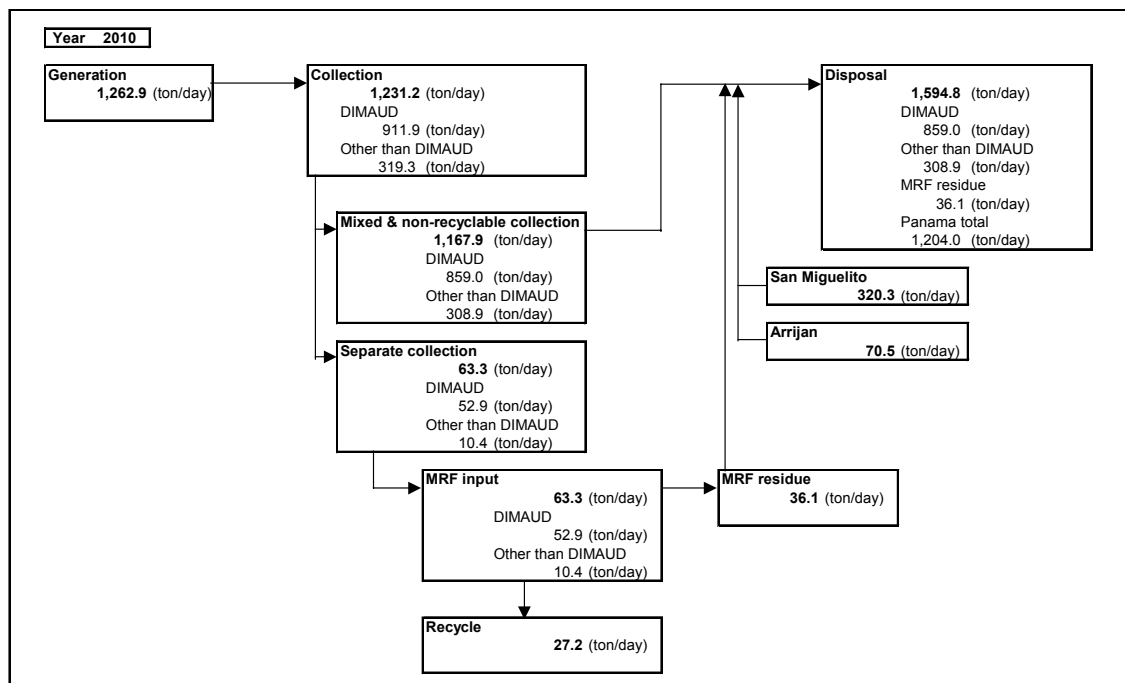 Year 2010
Generation
1,262.9 (ton/day)
Collection
1,231.2 (ton/day)
DIMAUD
911.9 (ton/day)
Other than DIMAUD
319.3 (ton/day)
Disposal
1,594.8 (ton/day)
DIMAUD
859.0 (ton/day)
Other than DIMAUD
308.9 (ton/day)
MRF residue
36.1 (ton/day)
Panama total
1,204.0 (ton/day)
Mixed & non-recyclable collection
1,167.9 (ton/day)
DIMAUD
859.0 (ton/day)
Other than DIMAUD
308.9 (ton/day)
San Miguelito
320.3 (ton/day)
Arrijan
70.5 (ton/day)
Separate collection
63.3 (ton/day)
DIMAUD
52.9 (ton/day)
Other than DIMAUD
10.4 (ton/day)
MRF input
63.3 (ton/day)
DIMAUD
52.9 (ton/day)
Other than DIMAUD
10.4 (ton/day)
MRF residue
36.1 (ton/day)
Recycle
27.2 (ton/day)